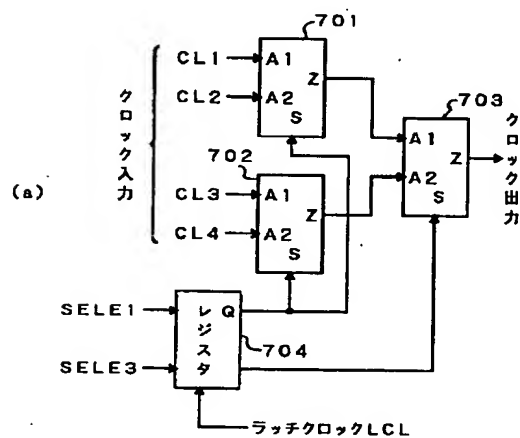 701
CL1 A1
CL2 A2
Z
S
703
A1
A2
Z
S
クロック出力
クロック入力
(a)
702
CL3 A1
CL4 A2
Z
S
SELE1
SELE3
レジスタ
Q
704
ラッチクロックLCL